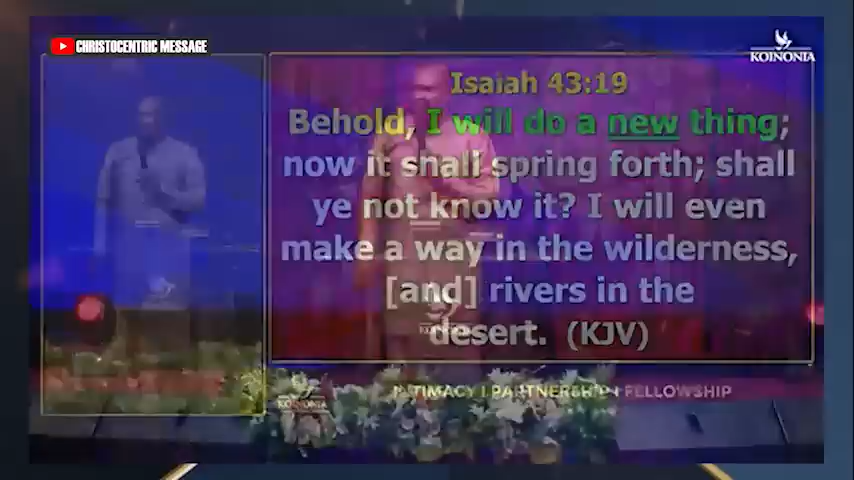 CHRISTOCENTRIC MESSAGE
KOINONIA
Isaiah 43:19
Behold, I will do a new thing;
now it shall spring forth; shall
ye not know it? I will even
make a way in the wilderness,
[and] rivers in the
desert. (KJV)
INTIMACY | PARTNERSHIP | FELLOWSHIP
KOINONIA